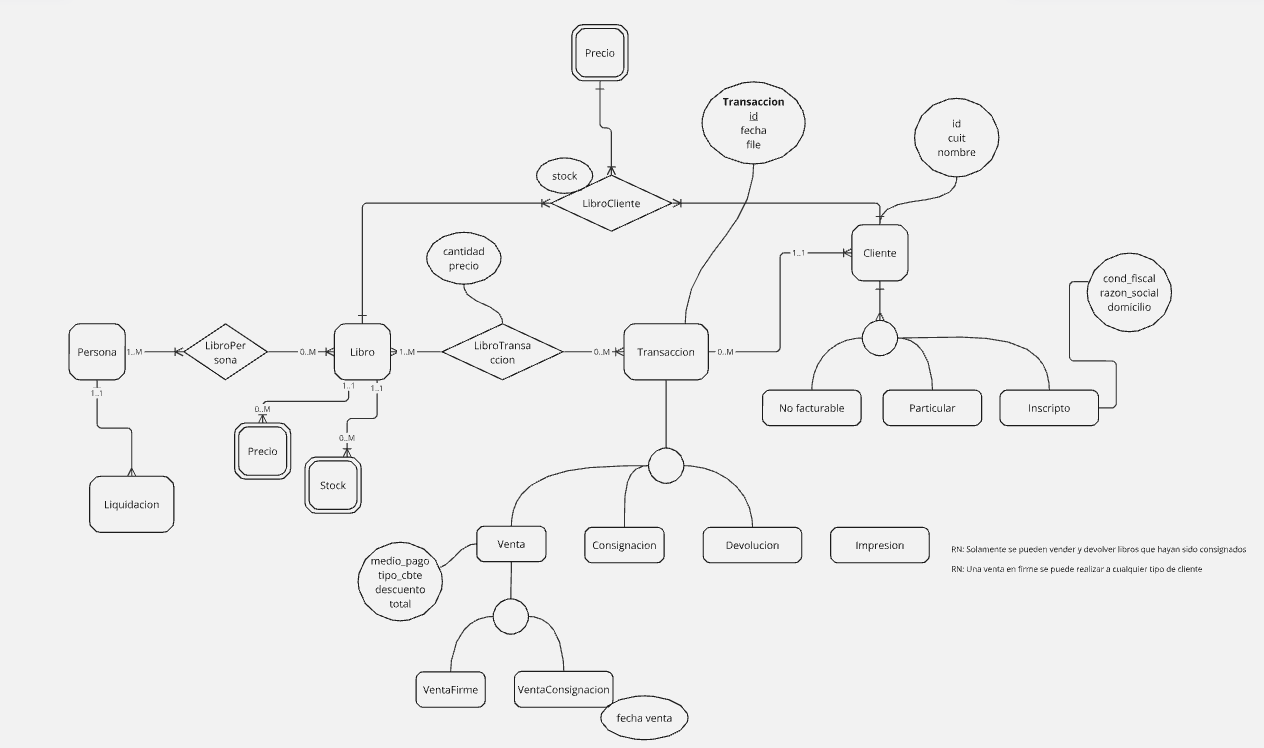 Precio
Transaccion
id
fecha
file
id
cuit
nombre
stock
LibroCliente
cantidad
precio
1..1
Cliente
cond_fiscal
razon_social
domicilio
Persona
1..M
LibroPer
sona
0..M
Libro
1..M
LibroTransa
ccion
0..M
Transaccion
0..M
1..1
1..1
1..1
0..M
0..M
Precio
Stock
Liquidacion
No facturable
Particular
Inscripto
Venta
Consignacion
Devolucion
Impresion
RN: Solamente se pueden vender y devolver libros que hayan sido consignados
RN: Una venta en firme se puede realizar a cualquier tipo de cliente
medio_pago
tipo_cbte
descuento
total
VentaFirme
VentaConsignacion
fecha venta